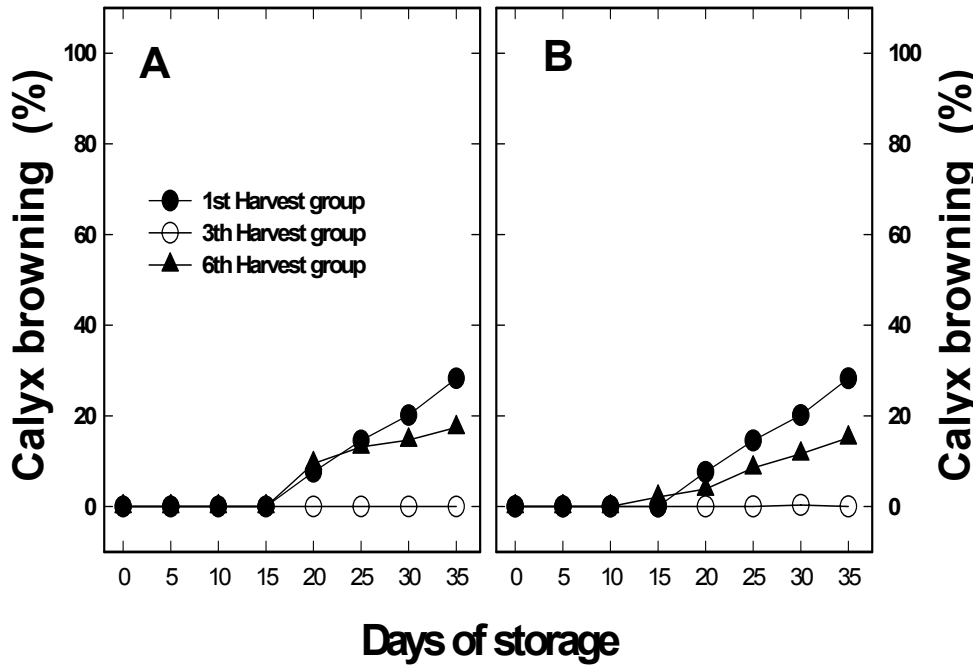 A
B
Calyx browning (%)
100
80
60
40
20
0
1st Harvest group
3th Harvest group
6th Harvest group
0 5 10 15 20 25 30 35
0 5 10 15 20 25 30 35
100
80
60
40
20
0
Calyx browning (%)
Days of storage